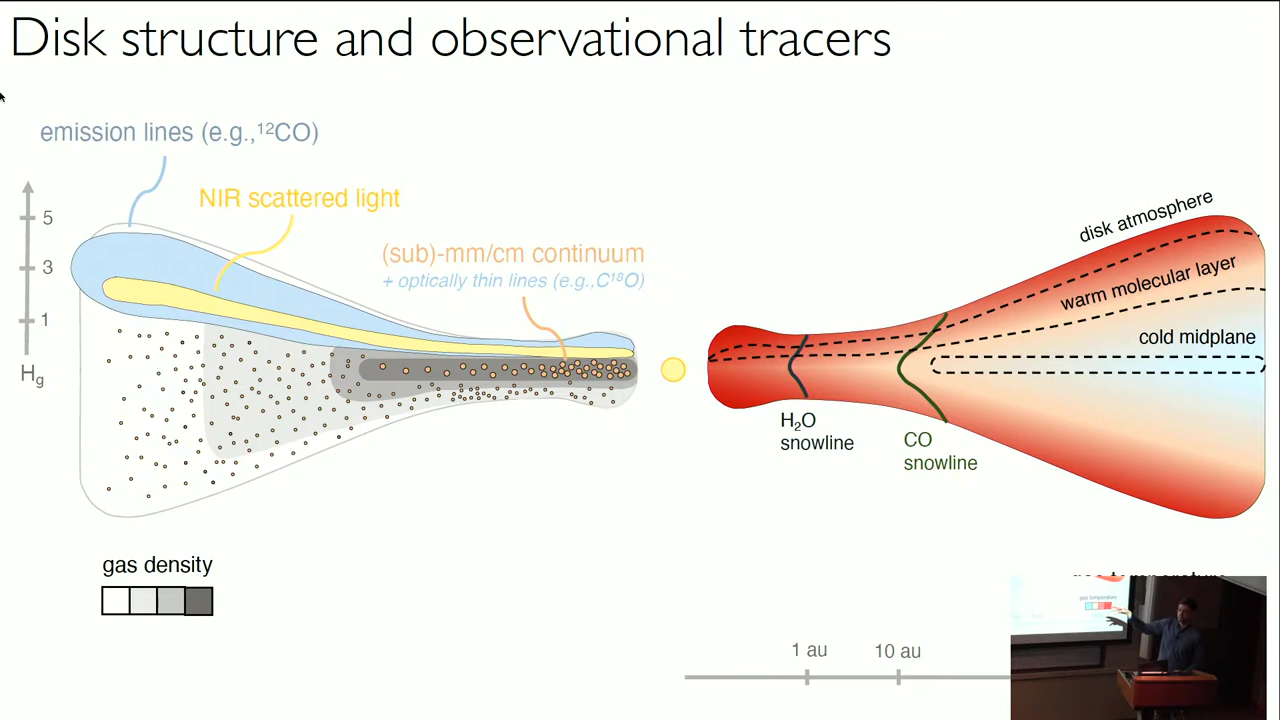 Disk structure and observational tracers
emission lines (e.g.,¹²CO)
NIR scattered light
(sub)-mm/cm continuum
+ optically thin lines (e.g.,C¹⁸O)
5
3
1
Hg
disk atmosphere
warm molecular layer
cold midplane
H₂O
snowline
CO
snowline
gas density
gas temperature
1 au
10 au